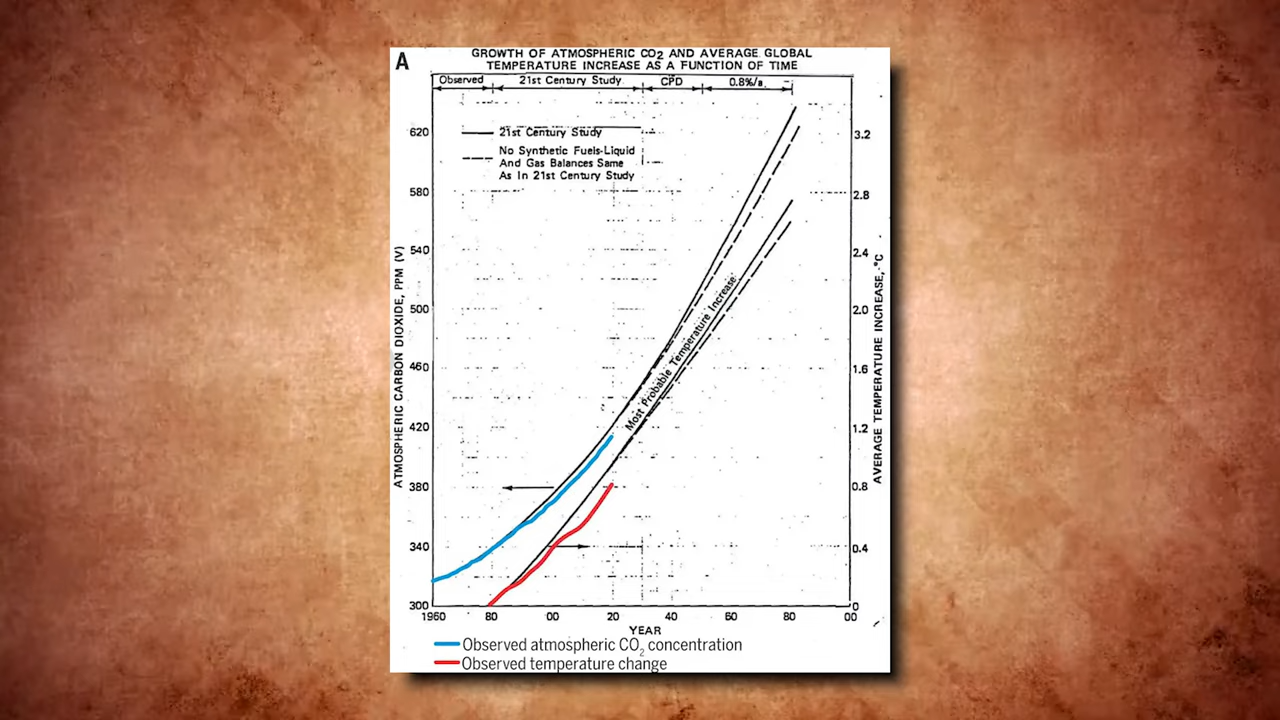 A
GROWTH OF ATMOSPHERIC CO2 AND AVERAGE GLOBAL
TEMPERATURE INCREASE AS A FUNCTION OF TIME
Observed 21st Century Study CPD 0.8%/a
21st Century Study
No Synthetic Fuels-Liquid
And Gas Balances Same
As In 21st Century Study
ATMOSPHERIC CARBON DIOXIDE, PPM (V)
620
580
540
500
460
420
380
340
300
Most Probable Temperature Increase
3.2
2.8
2.4
2.0
1.6
1.2
0.8
0.4
0
AVERAGE TEMPERATURE INCREASE, °C
1960 80 00 20 40 60 80 00
YEAR
Observed atmospheric CO2 concentration
Observed temperature change